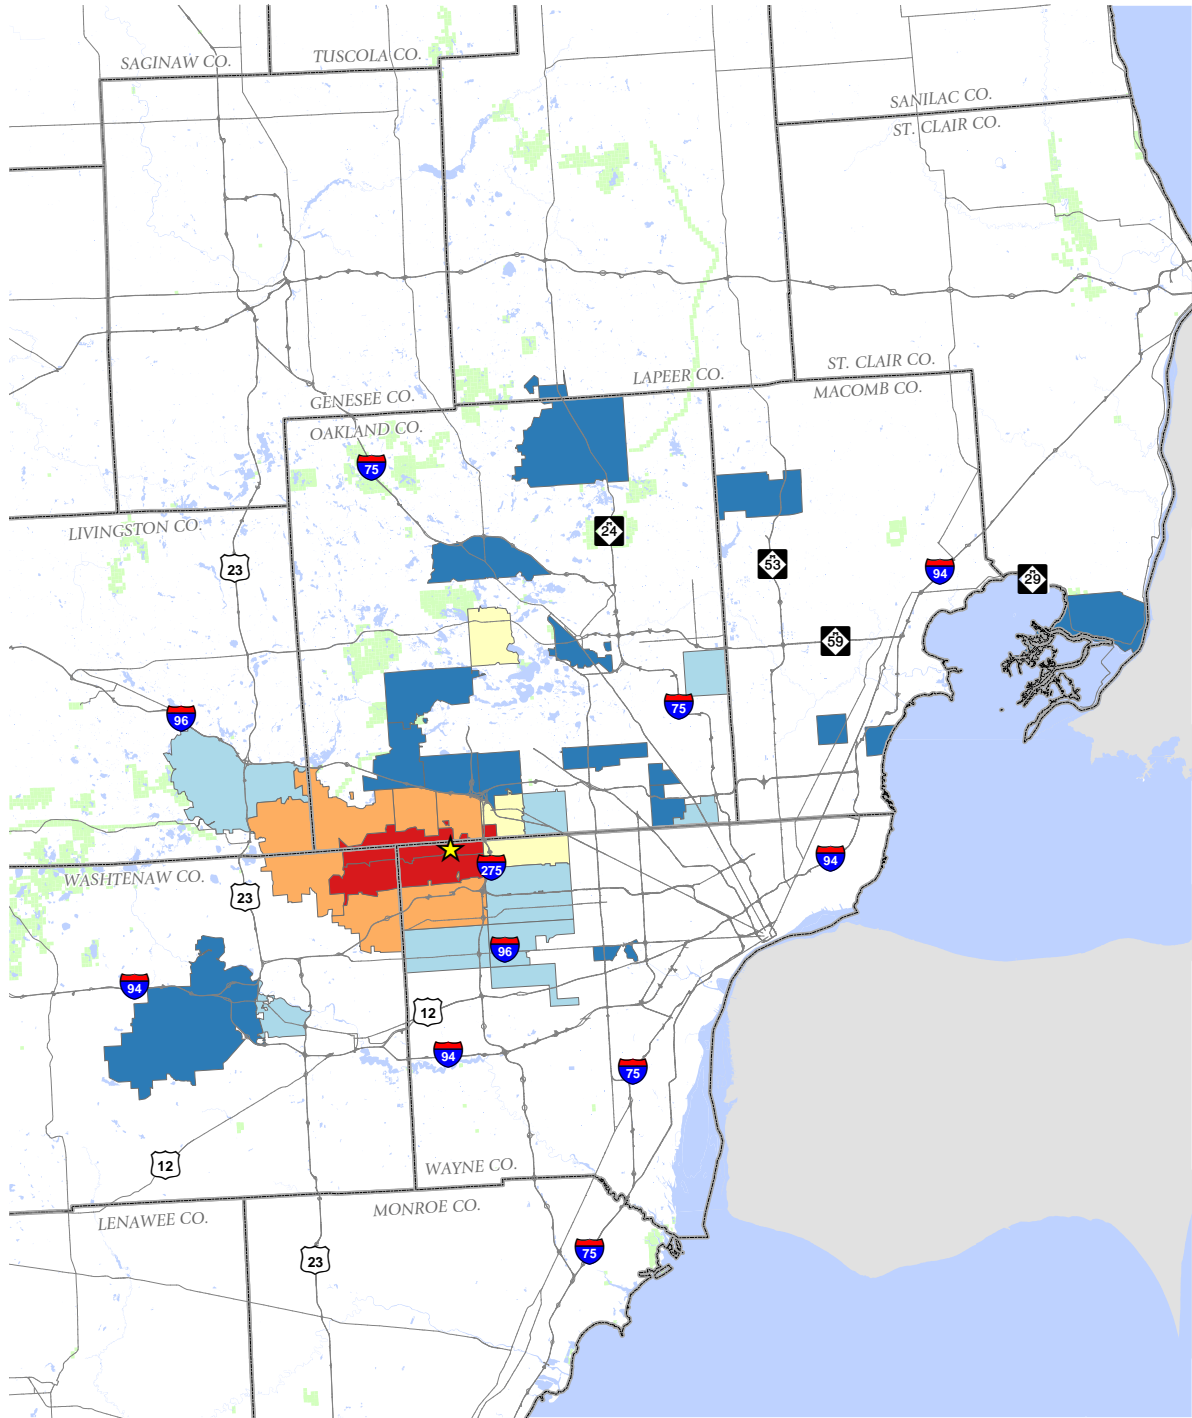 SAGINAW CO.
TUSCOLA CO.
SANILAC CO.
ST. CLAIR CO.
ST. CLAIR CO.
LAPEER CO.
MACOMB CO.
GENESEE CO.
OAKLAND CO.
75
LIVINGSTON CO.
M
24
M
53
23
94
M
29
M
59
96
75
275
94
WASHTENAW CO.
23
96
94
12
94
75
12
WAYNE CO.
LENAWEE CO.
MONROE CO.
23
75